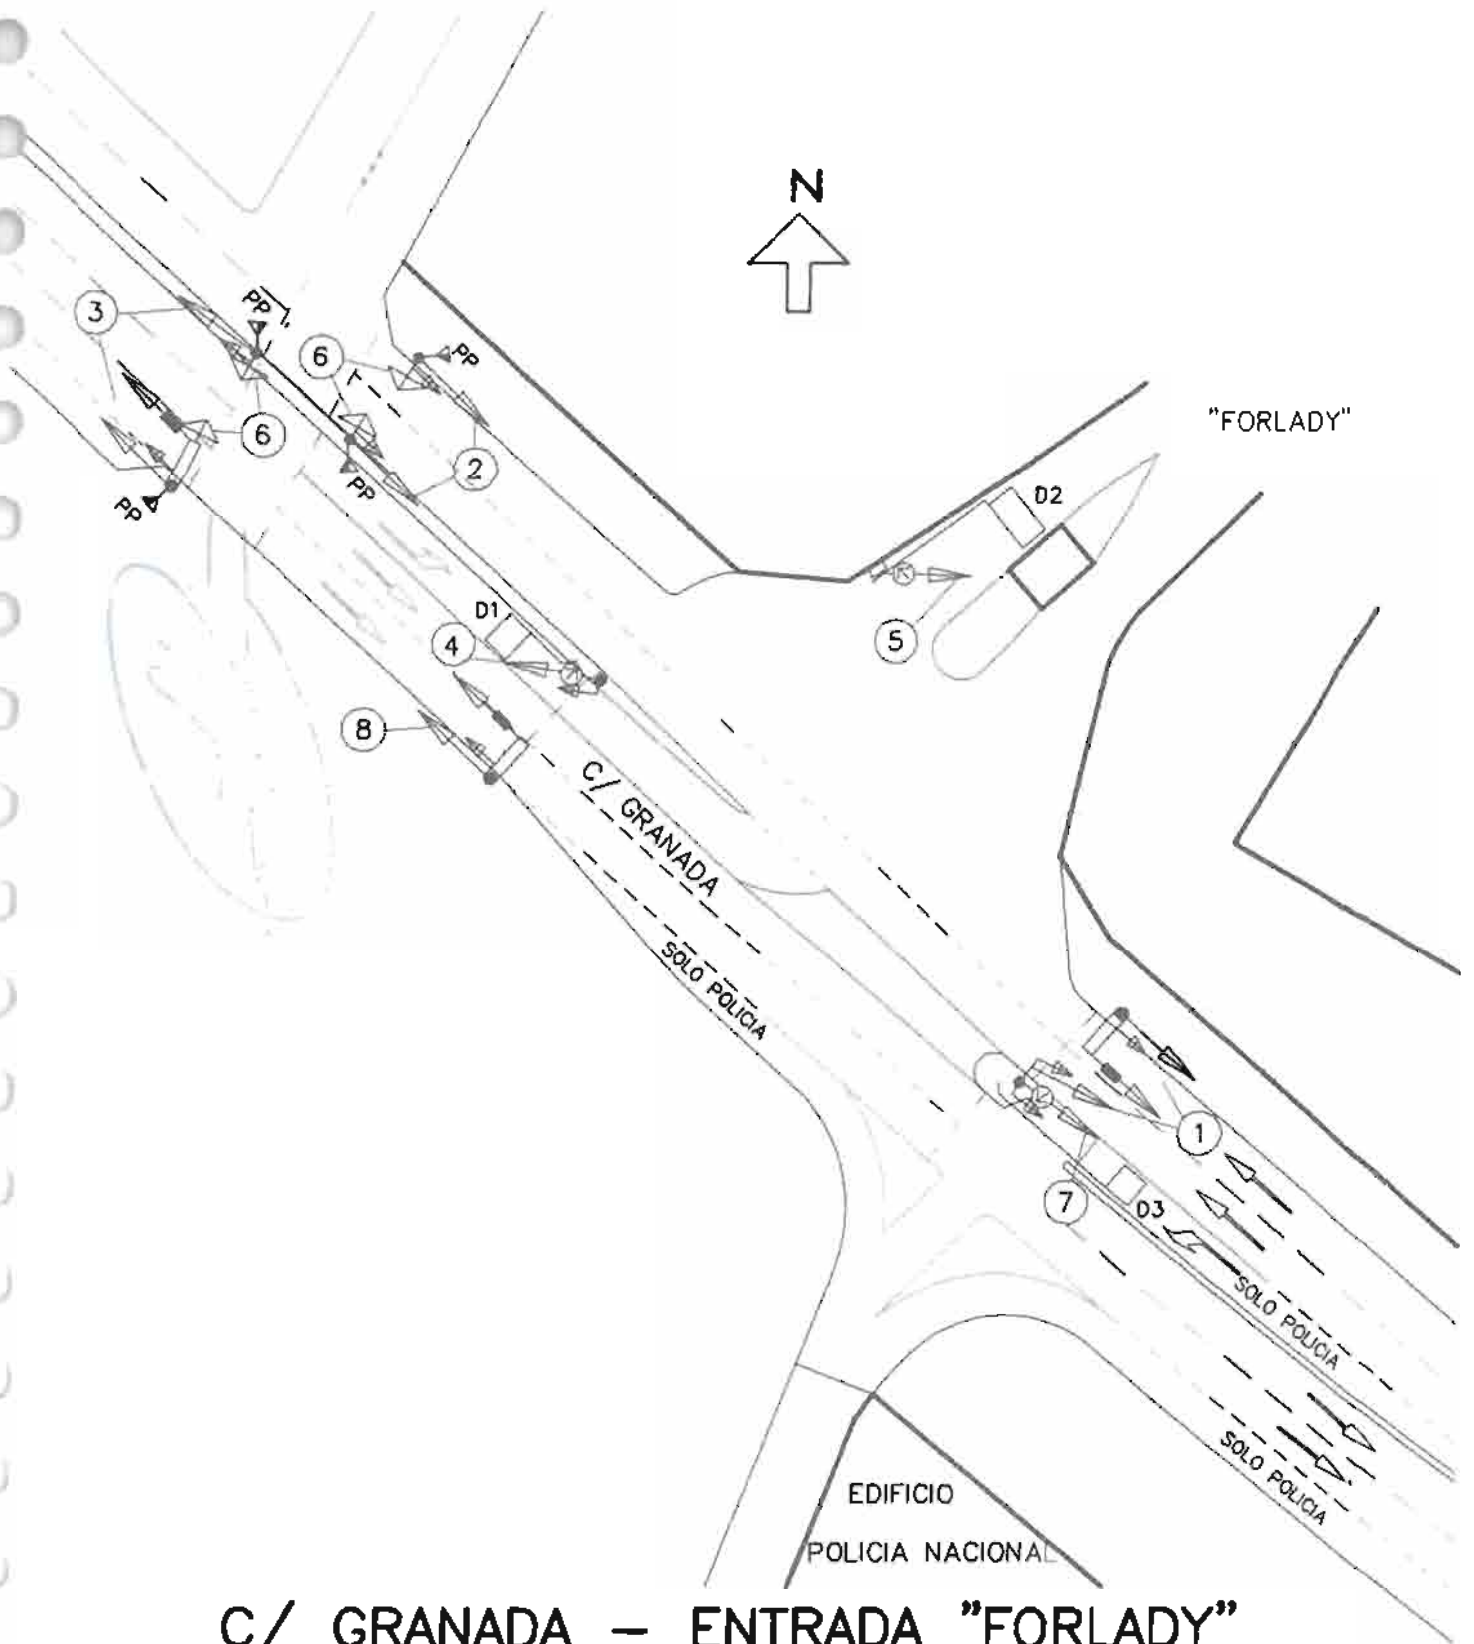 N
"FORLADY"
3
PP
6
PP
6
2
PP
PP
D2
D1
4
5
8
C/ GRANADA
SOLO POLICIA
1
7
D3
SOLO POLICIA
SOLO POLICIA
EDIFICIO
POLICIA NACIONAL
C/ GRANADA - ENTRADA "FORLADY"